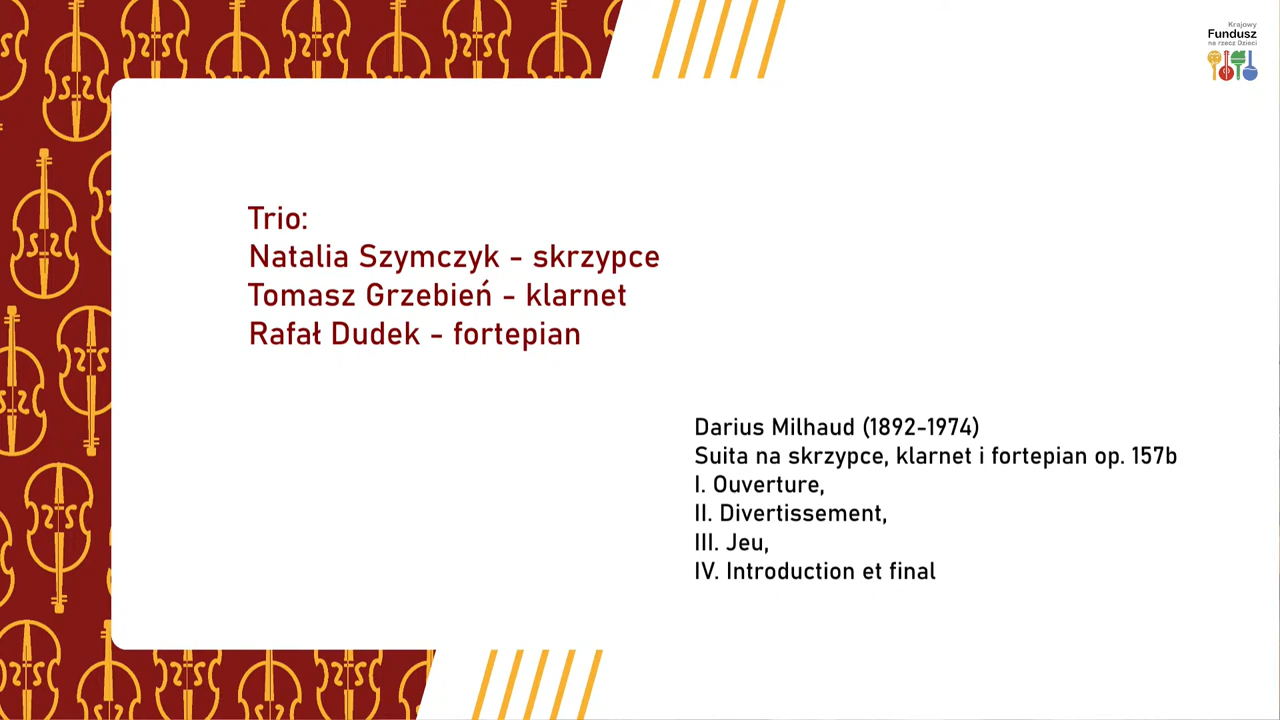 Krajowy
Fundusz
na rzecz Dzieci
Trio:
Natalia Szymczyk - skrzypce
Tomasz Grzebień - klarnet
Rafał Dudek - fortepian
Darius Milhaud (1892-1974)
Suita na skrzypce, klarnet i fortepian op. 157b
I. Ouverture,
II. Divertissement,
III. Jeu,
IV. Introduction et final